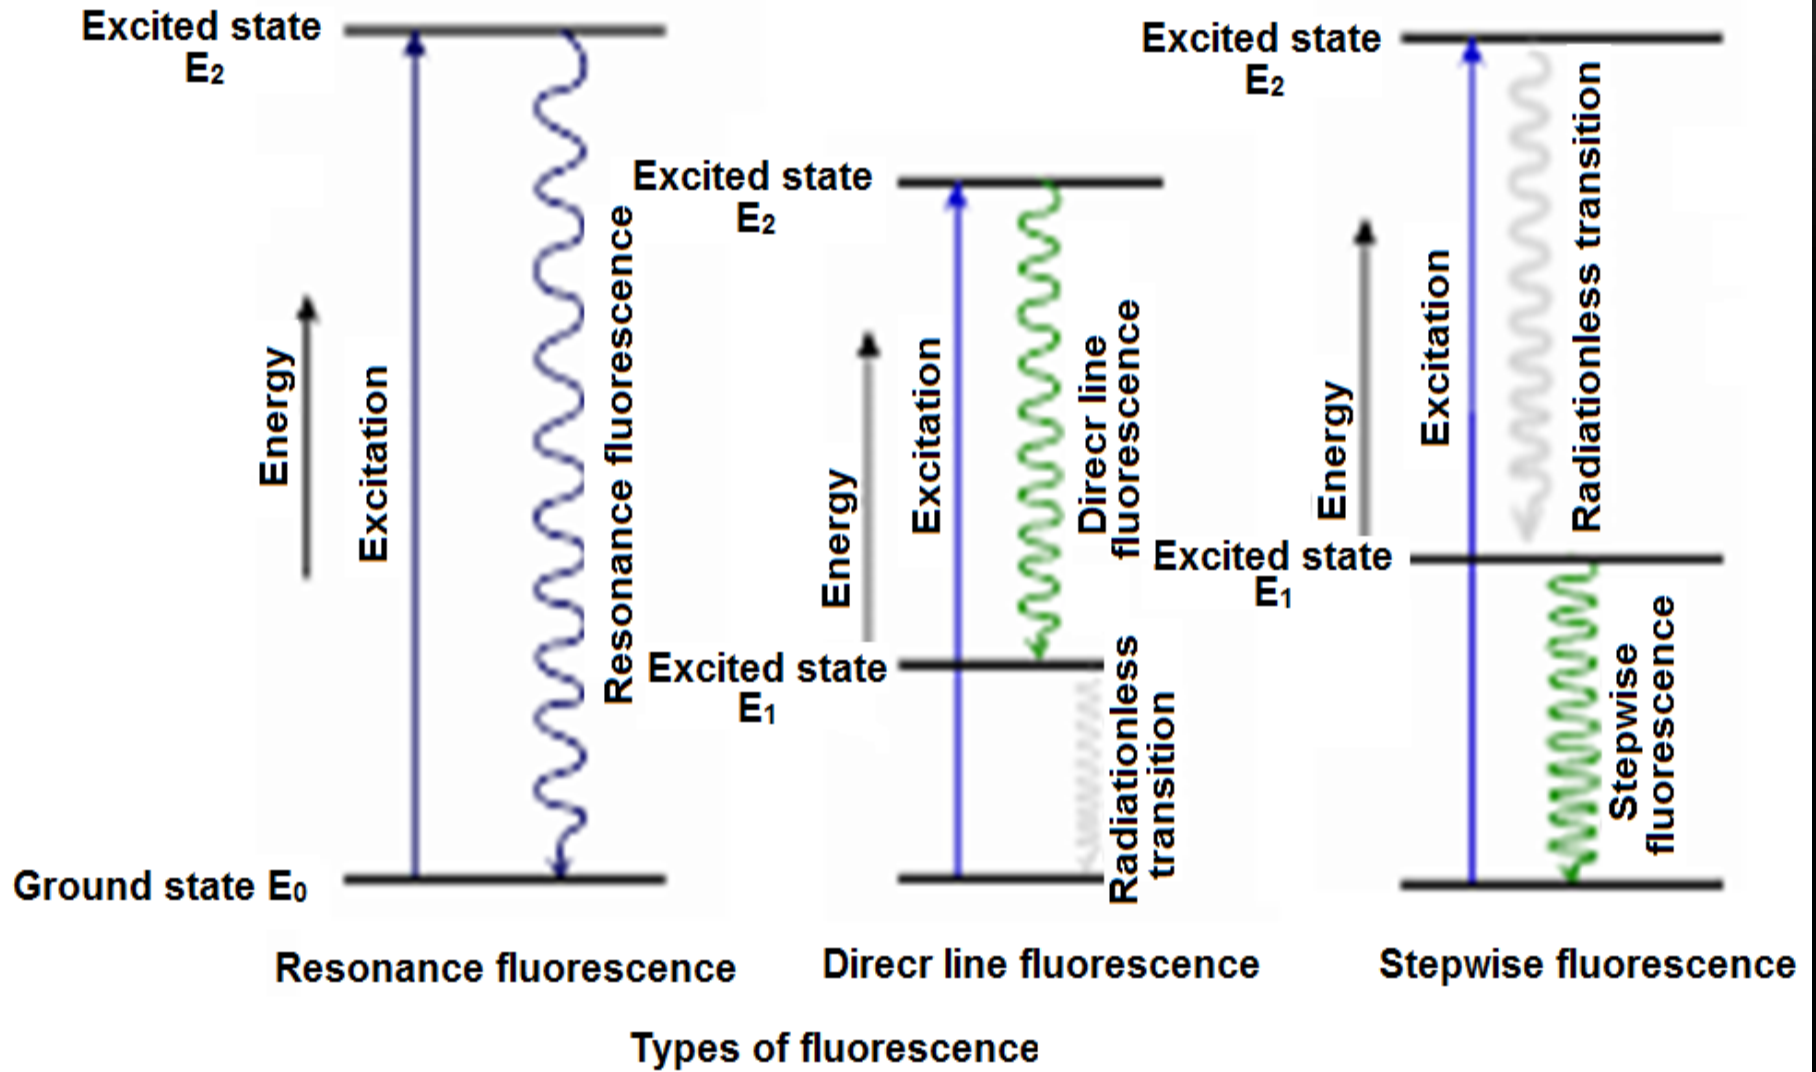 Excited state
E₂
Energy
Excitation
Resonance fluorescence
Ground state E₀
Resonance fluorescence
Excited state
E₂
Energy
Excitation
Direcr line
fluorescence
Excited state
E₁
Radiationless
transition
Direcr line fluorescence
Excited state
E₂
Energy
Excitation
Radiationless transition
Excited state
E₁
Stepwise
fluorescence
Stepwise fluorescence
Types of fluorescence